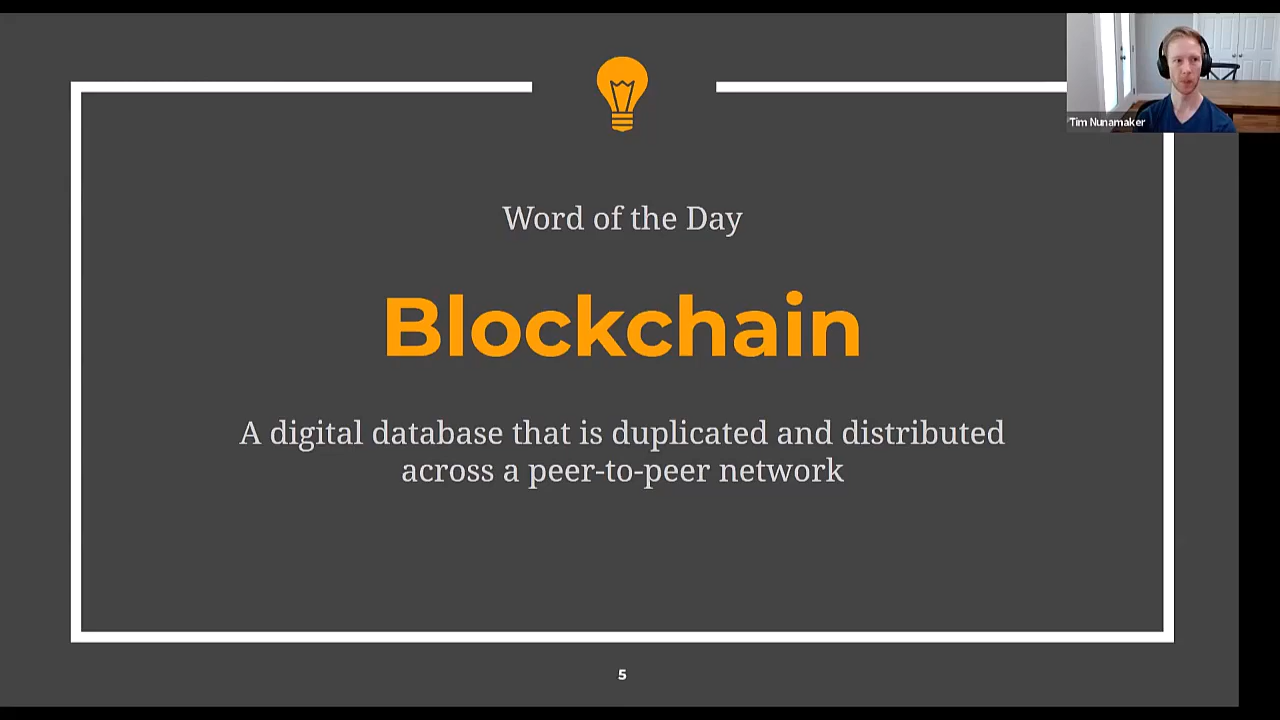 Tim Nunamaker
Word of the Day
Blockchain
A digital database that is duplicated and distributed
across a peer-to-peer network
5